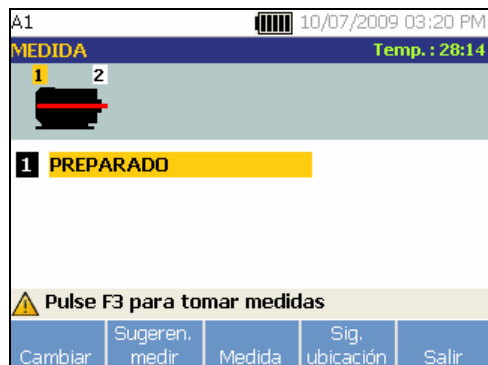 A1 10/07/2009 03:20 PM
MEDIDA Temp. : 28:14
1 2
1 PREPARADO
Pulse F3 para tomar medidas
Cambiar Sugeren. medir Medida Sig. ubicación Salir